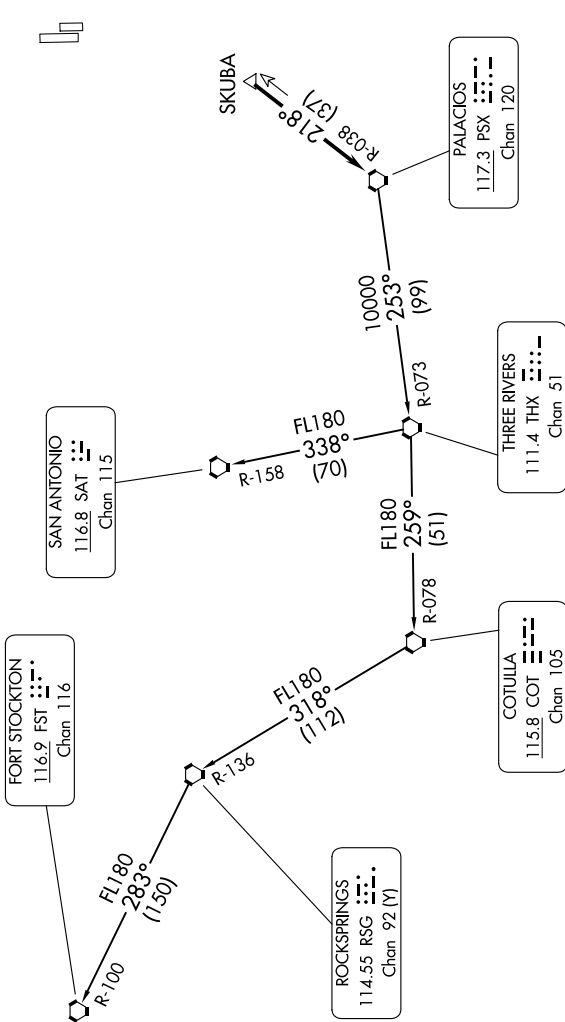 SKUBA
R-038
218°
(37)
PALACIOS
117.3 PSX
Chan 120
10000
253°
(99)
R-073
THREE RIVERS
111.4 THX
Chan 51
FL180
338°
(70)
R-158
SAN ANTONIO
116.8 SAT
Chan 115
FL180
259°
(51)
R-078
COTULLA
115.8 COT
Chan 105
FL180
318°
(112)
R-136
ROCKSPRINGS
114.55 RSG
Chan 92 (Y)
FL180
283°
(150)
R-100
FORT STOCKTON
116.9 FST
Chan 116